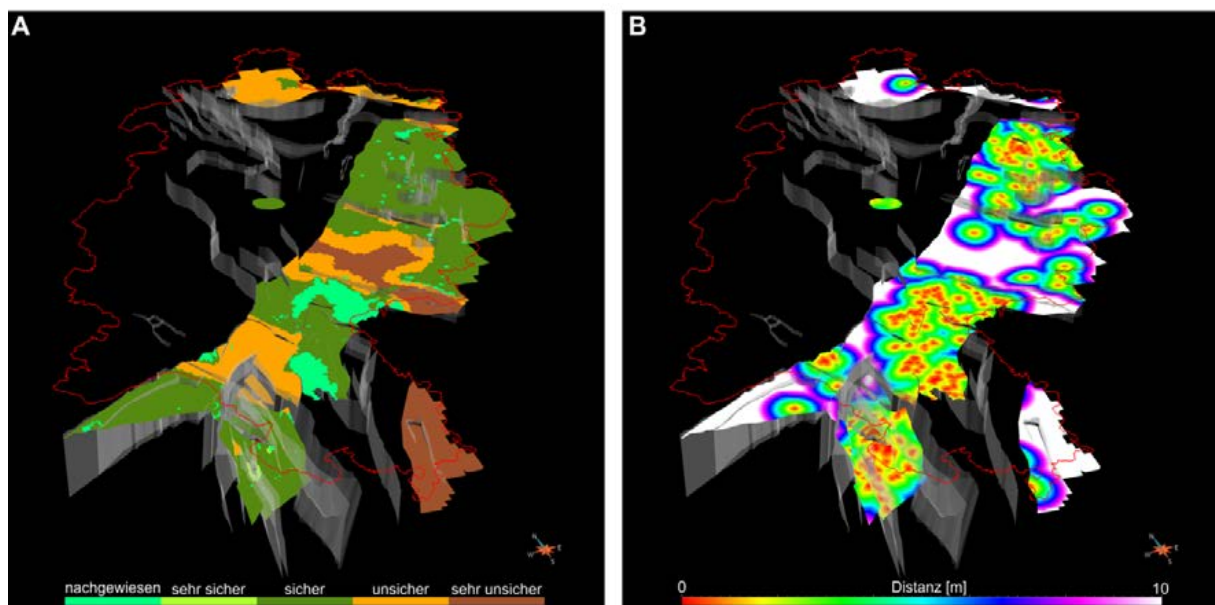 A
B
nachgewiesen sehr sicher sicher unsicher sehr unsicher
0 Distanz [m] 10
N
E
W
S
N
E
W
S